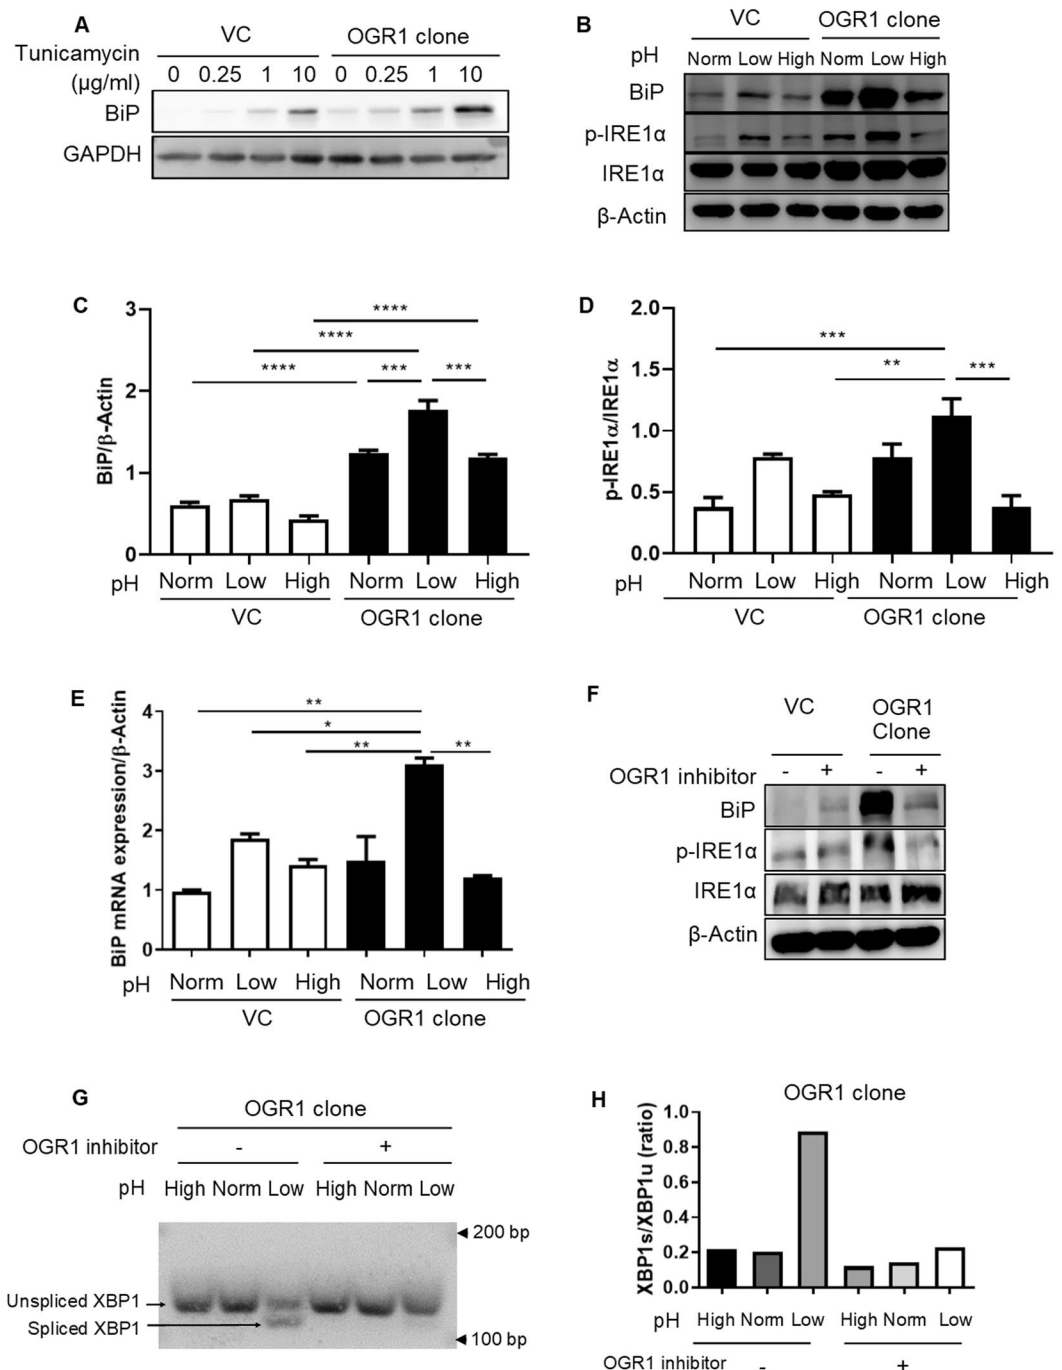 A
VC
OGR1 clone
Tunicamycin
(µg/ml)
0 0.25 1 10 0 0.25 1 10
BiP
GAPDH
B
VC
OGR1 clone
pH
Norm Low High Norm Low High
BiP
p-IRE1α
IRE1α
β-Actin
C
BiP/β-Actin
3
2
1
0
****
****
****
***
***
pH
Norm Low High Norm Low High
VC
OGR1 clone
D
p-IRE1α/IRE1α
2.0
1.5
1.0
0.5
0.0
***
**
***
pH
Norm Low High Norm Low High
VC
OGR1 clone
E
BiP mRNA expression/β-Actin
4
3
2
1
0
**
*
**
**
pH
Norm Low High Norm Low High
VC
OGR1 clone
F
VC
OGR1
Clone
OGR1 inhibitor
- + - +
BiP
p-IRE1α
IRE1α
β-Actin
G
OGR1 clone
OGR1 inhibitor
- +
pH
High Norm Low High Norm Low
200 bp
Unspliced XBP1
Spliced XBP1
100 bp
H
OGR1 clone
XBP1s/XBP1u (ratio)
1.0
0.8
0.6
0.4
0.2
0.0
pH
High Norm Low High Norm Low
OGR1 inhibitor
- +